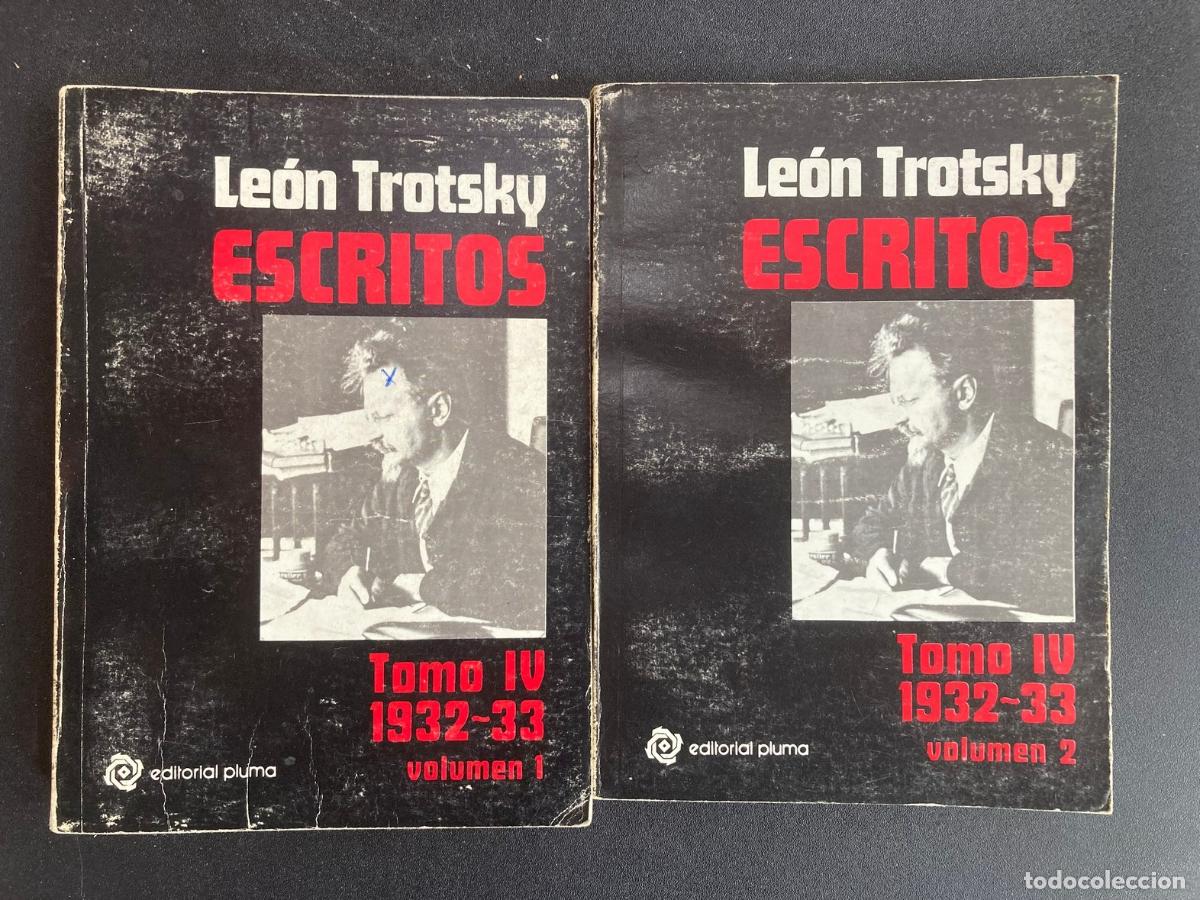 León Trotsky
ESCRITOS
Tomo IV
1932~33
volumen 1
editorial pluma
León Trotsky
ESCRITOS
Tomo IV
1932~33
volumen 2
editorial pluma
todocoleccion